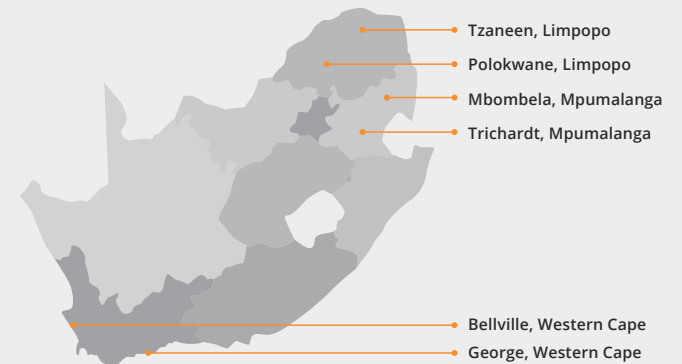 Tzaneen, Limpopo
Polokwane, Limpopo
Mbombela, Mpumalanga
Trichardt, Mpumalanga
Bellville, Western Cape
George, Western Cape